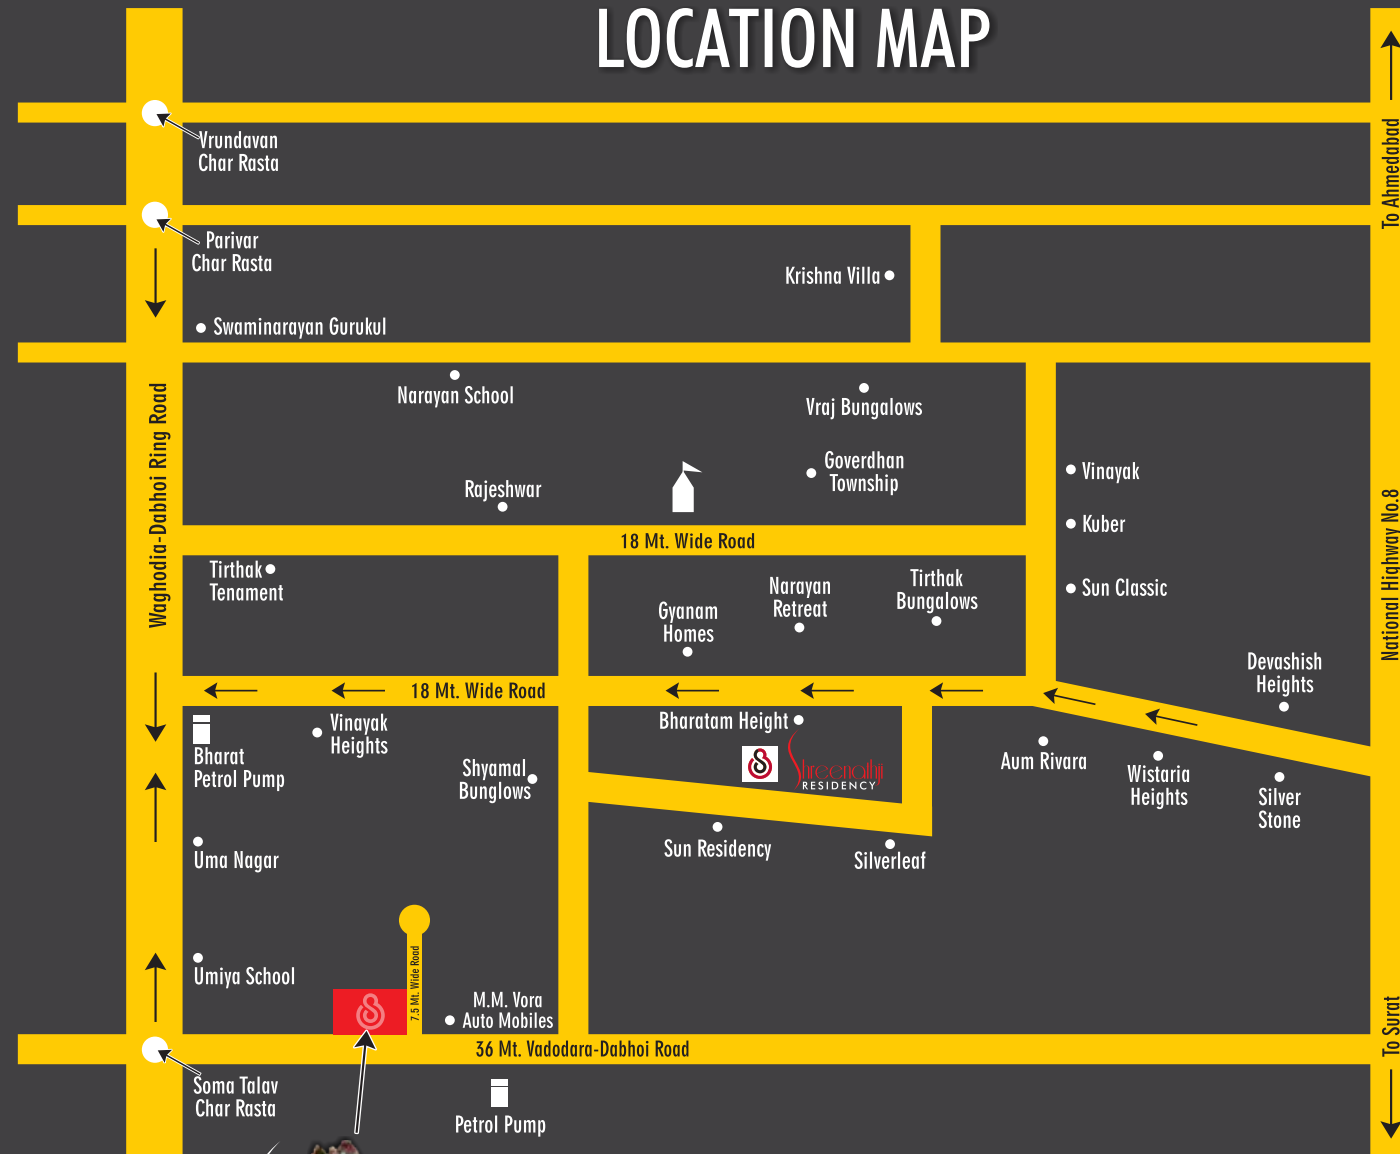 LOCATION MAP
To Ahmedabad
Vrundavan
Char Rasta
Parivar
Char Rasta
Krishna Villa
Swaminarayan Gurukul
Narayan School
Vraj Bungalows
Waghodia-Dabhoi Ring Road
Goverdhan
Township
Vinayak
Rajeshwar
Kuber
National Highway No.8
18 Mt. Wide Road
Tirthak
Tenament
Narayan
Retreat
Tirthak
Bungalows
Sun Classic
Gyanam
Homes
Devashish
Heights
18 Mt. Wide Road
Bharatam Height
Vinayak
Heights
Bharat
Petrol Pump
Shyamal
Bunglows
Shreenathji
RESIDENCY
Aum Rivara
Wistaria
Heights
Silver
Stone
Uma Nagar
Sun Residency
Silverleaf
Umiya School
7.5 Mt. Wide Road
M.M. Vora
Auto Mobiles
To Surat
36 Mt. Vadodara-Dabhoi Road
Soma Talav
Char Rasta
Petrol Pump